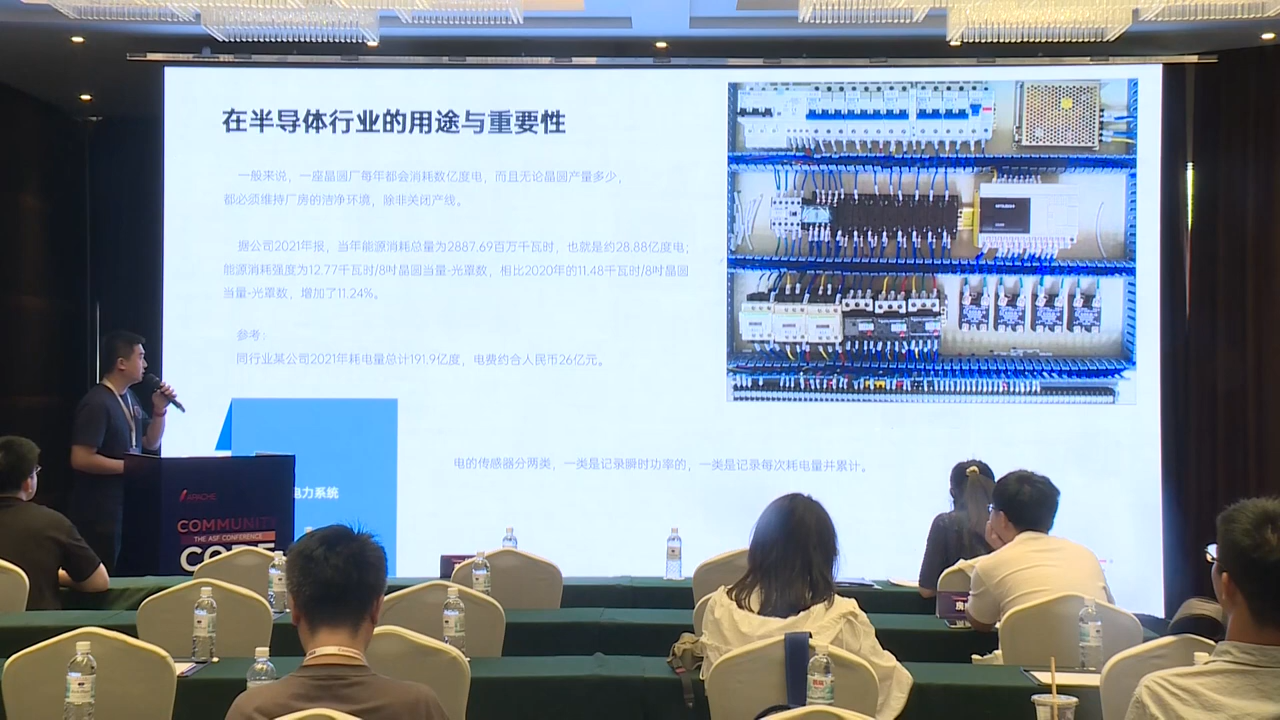 在半导体行业的用途与重要性
一般来说，一座晶圆厂每年都会消耗数亿度电，而且无论晶圆产量多少，
都必须维持厂房的洁净环境，除非关闭产线。
据公司2021年报，当年能源消耗总量为2887.69百万千瓦时，也就是约28.88亿度电；
能源消耗强度为12.77千瓦时/8吋晶圆当量-光罩数，相比2020年的11.48千瓦时/8吋晶圆
当量-光罩数，增加了11.24%。
参考：
同行业某公司2021年耗电量总计191.9亿度，电费约合人民币26亿元。
电的传感器分两类，一类是记录瞬时功率的，一类是记录每次耗电量并累计。
电力系统
APACHE
COMMUNITY
THE ASF CONFERENCE